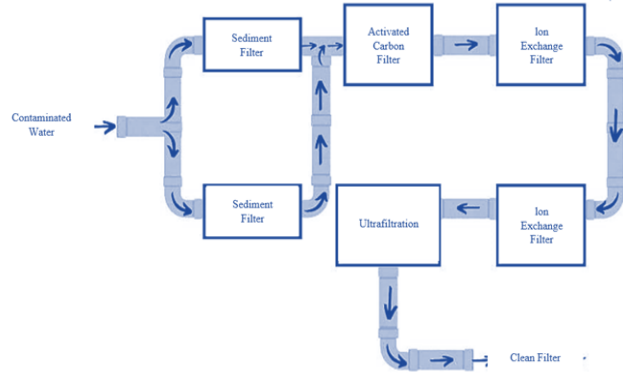 Contaminated
Water
Sediment
Filter
Activated
Carbon
Filter
Ion
Exchange
Filter
Sediment
Filter
Ultrafiltration
Ion
Exchange
Filter
Clean Filter